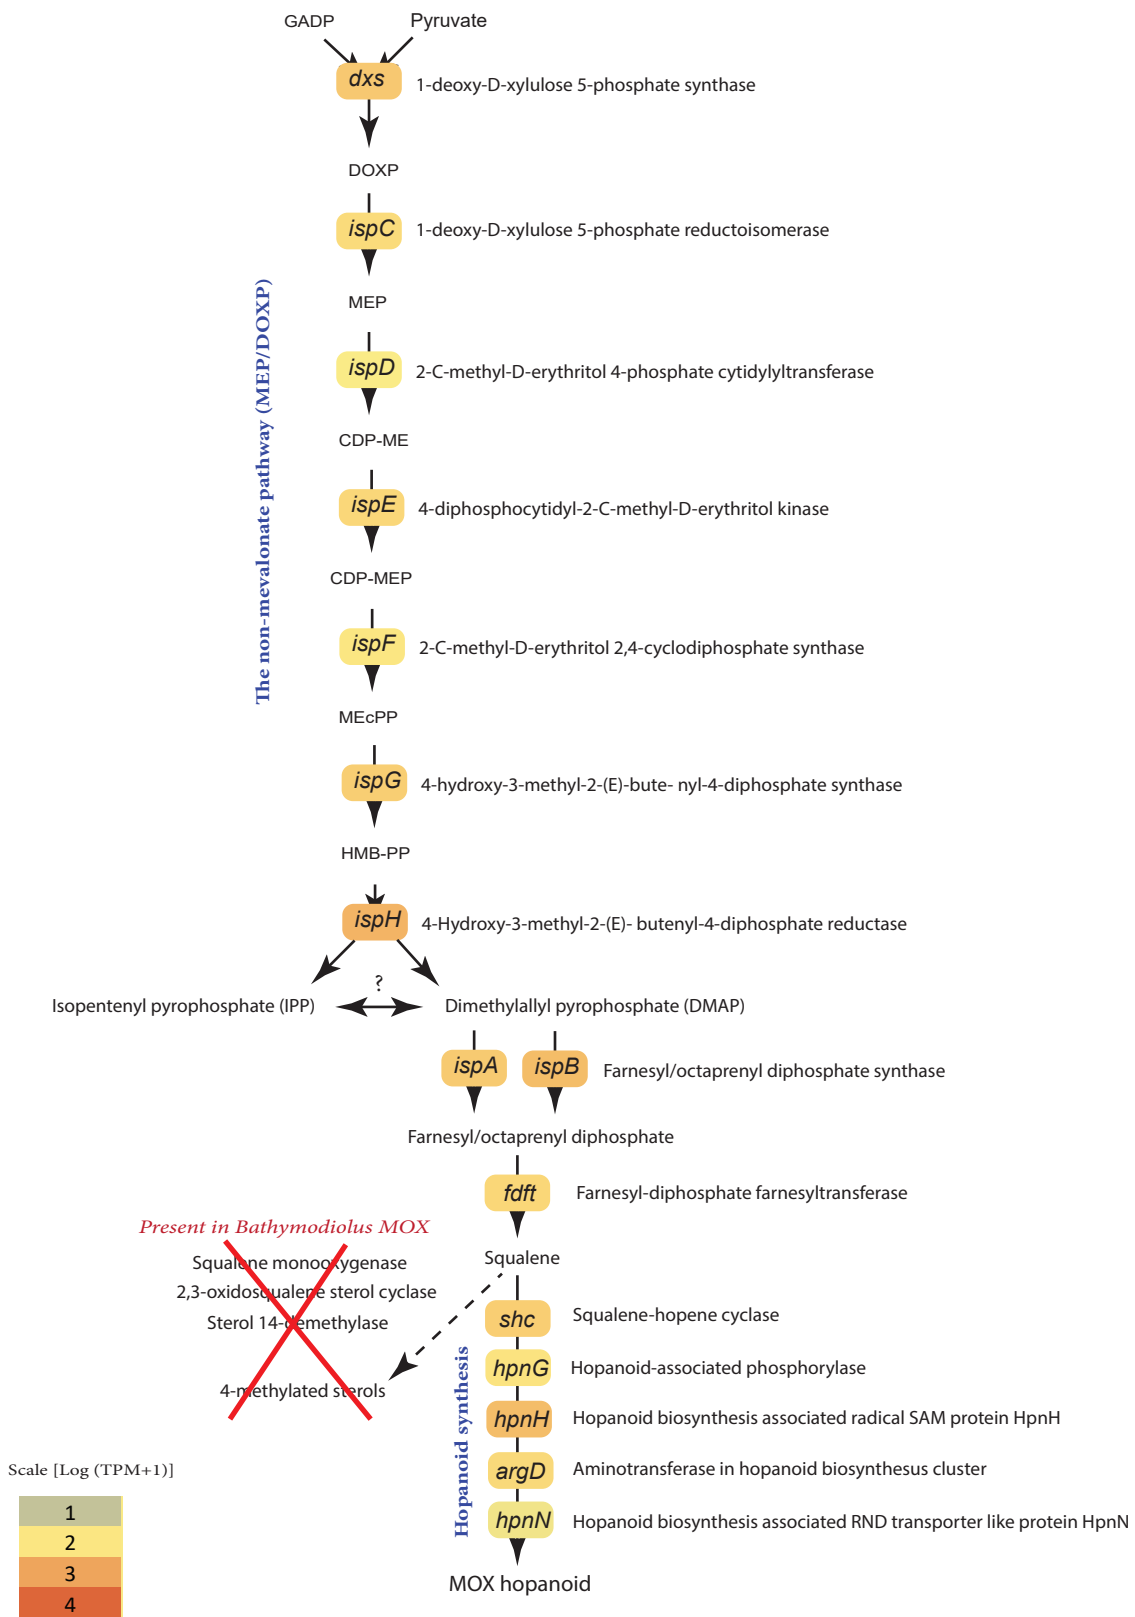 GADP Pyruvate
dxs 1-deoxy-D-xylulose 5-phosphate synthase
DOXP
ispC 1-deoxy-D-xylulose 5-phosphate reductoisomerase
The non-mevalonate pathway (MEP/DOXP)
MEP
ispD 2-C-methyl-D-erythritol 4-phosphate cytidylyltransferase
CDP-ME
ispE 4-diphosphocytidyl-2-C-methyl-D-erythritol kinase
CDP-MEP
ispF 2-C-methyl-D-erythritol 2,4-cyclodiphosphate synthase
MEcPP
ispG 4-hydroxy-3-methyl-2-(E)-bute- nyl-4-diphosphate synthase
HMB-PP
ispH 4-Hydroxy-3-methyl-2-(E)- butenyl-4-diphosphate reductase
?
Isopentenyl pyrophosphate (IPP) Dimethylallyl pyrophosphate (DMAP)
ispA ispB Farnesyl/octaprenyl diphosphate synthase
Farnesyl/octaprenyl diphosphate
fdft Farnesyl-diphosphate farnesyltransferase
Present in Bathymodiolus MOX
Squalene monooxygenase
2,3-oxidosqualene sterol cyclase
Sterol 14-demethylase
4-methylated sterols
Squalene
shc Squalene-hopene cyclase
hpnG Hopanoid-associated phosphorylase
hpnH Hopanoid biosynthesis associated radical SAM protein HpnH
argD Aminotransferase in hopanoid biosynthesus cluster
hpnN Hopanoid biosynthesis associated RND transporter like protein HpnN
Hopanoid synthesis
MOX hopanoid
Scale [Log (TPM+1)]
1
2
3
4